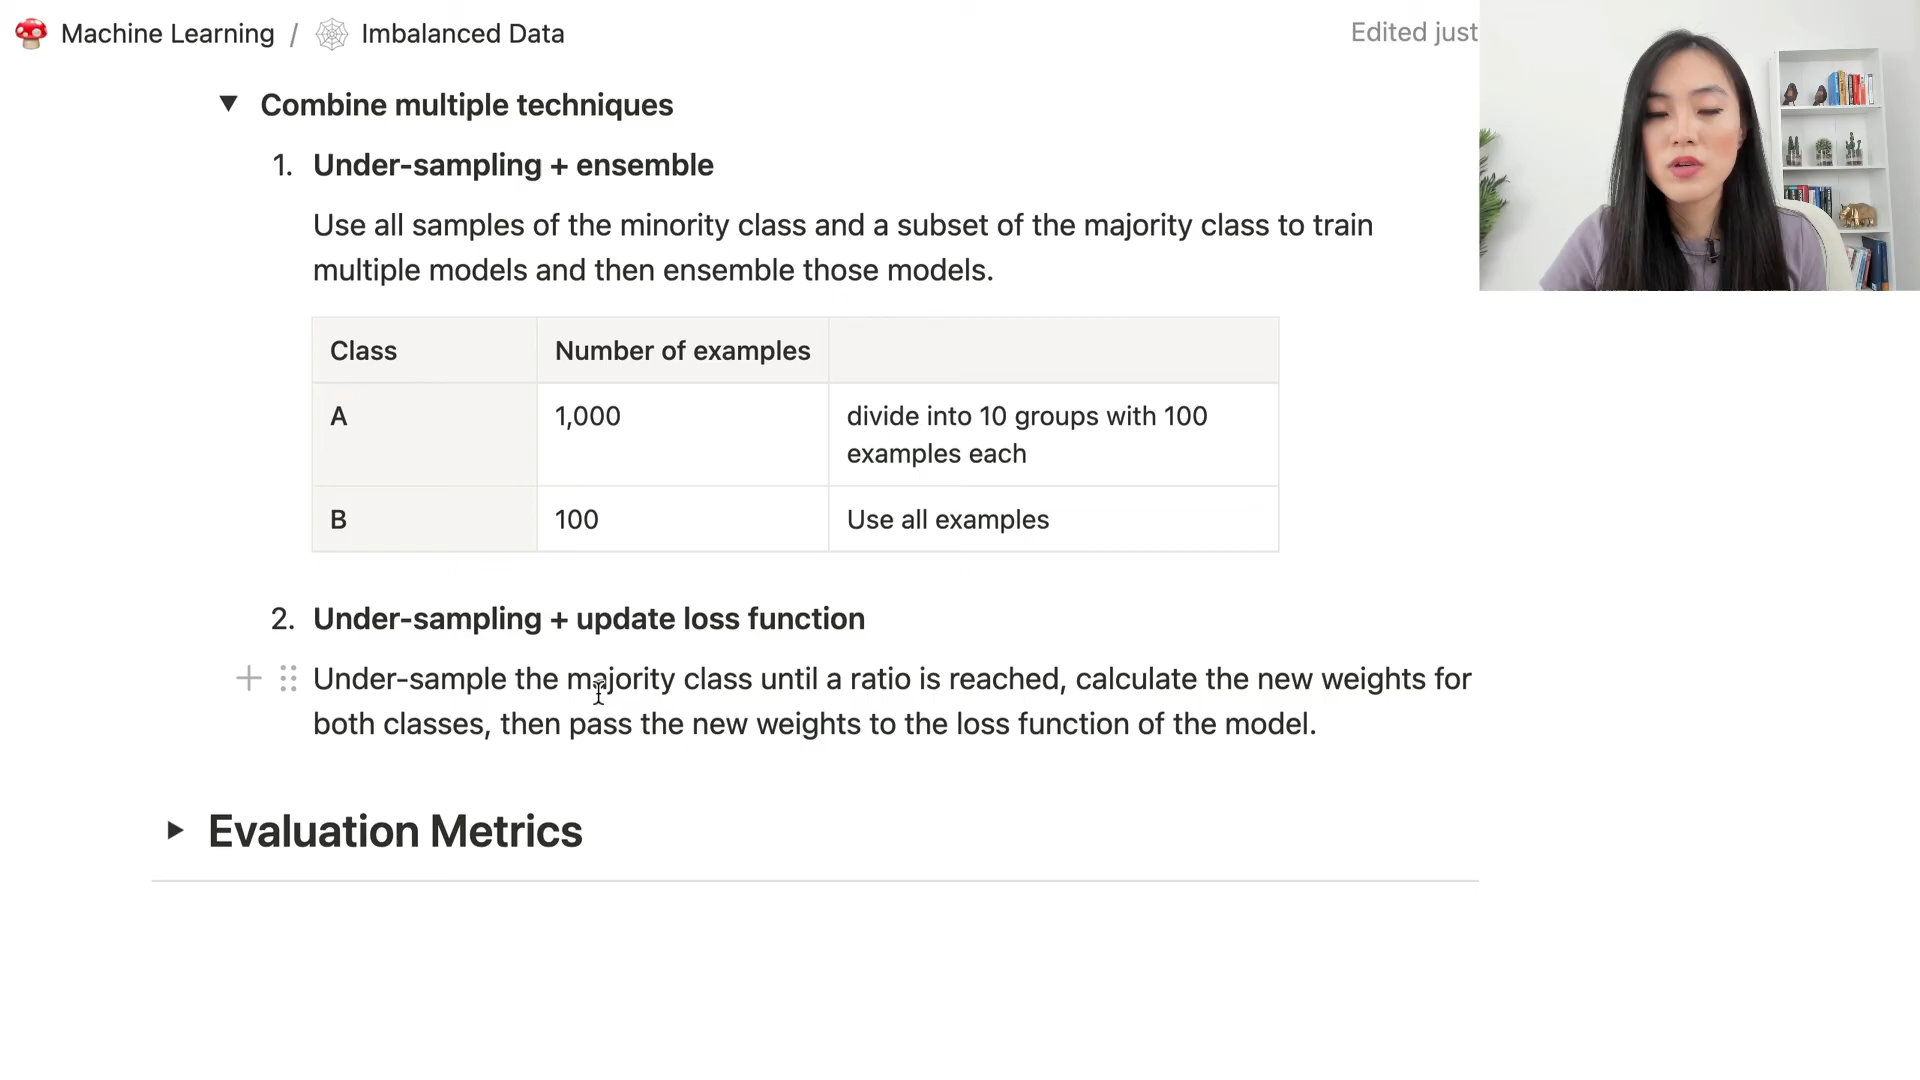 Machine Learning / Imbalanced Data
Edited just
Combine multiple techniques
1. Under-sampling + ensemble
Use all samples of the minority class and a subset of the majority class to train
multiple models and then ensemble those models.
Class Number of examples
A 1,000 divide into 10 groups with 100
examples each
B 100 Use all examples
2. Under-sampling + update loss function
Under-sample the majority class until a ratio is reached, calculate the new weights for
both classes, then pass the new weights to the loss function of the model.
Evaluation Metrics